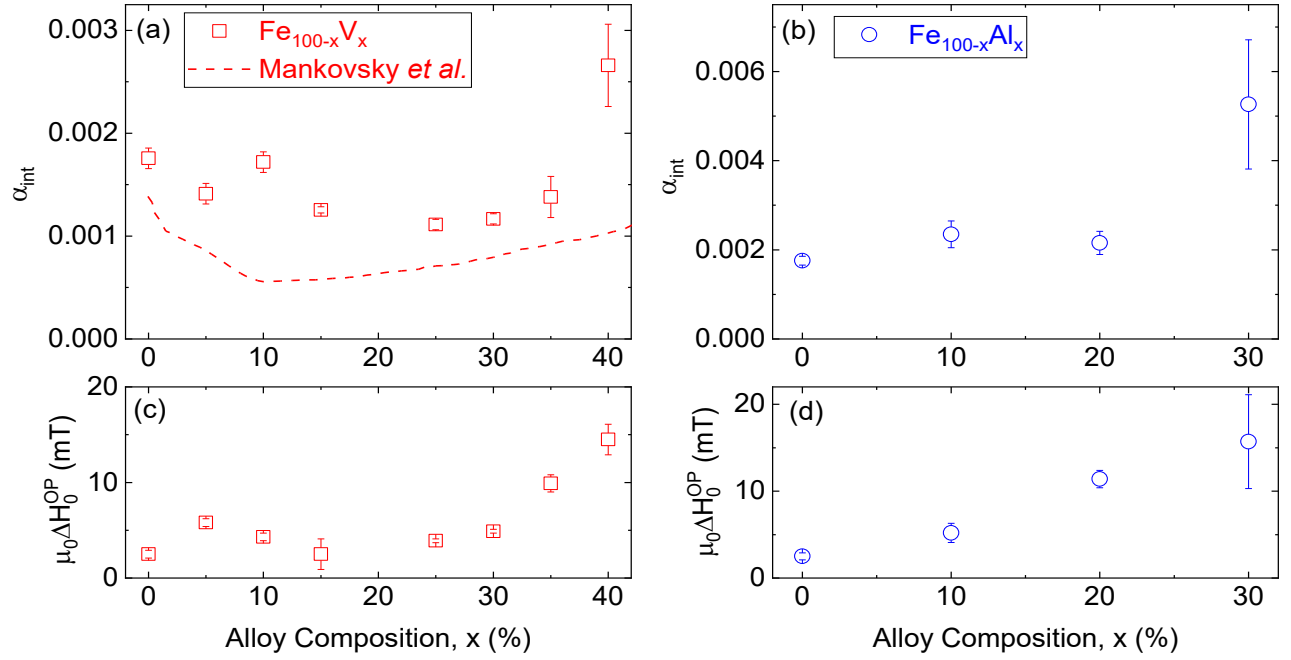 (a)
Fe₁₀₀₋ₓVₓ
Mankovsky et al.
0.003
0.002
0.001
0.000
αint
0 10 20 30 40
(b)
Fe₁₀₀₋ₓAlₓ
0.006
0.004
0.002
0.000
αint
0 10 20 30
(c)
20
10
0
μ₀ΔH₀ᴼᴾ (mT)
0 10 20 30 40
Alloy Composition, x (%)
(d)
20
10
0
μ₀ΔH₀ᴼᴾ (mT)
0 10 20 30
Alloy Composition, x (%)